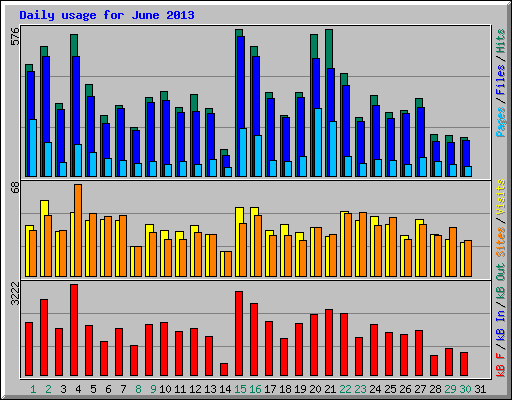 Daily usage for June 2013
576
Pages / Files / Hits
68
Sites / Visits
3222
kB F / kB In / kB Out
1 2 3 4 5 6 7 8 9 10 11 12 13 14 15 16 17 18 19 20 21 22 23 24 25 26 27 28 29 30 31